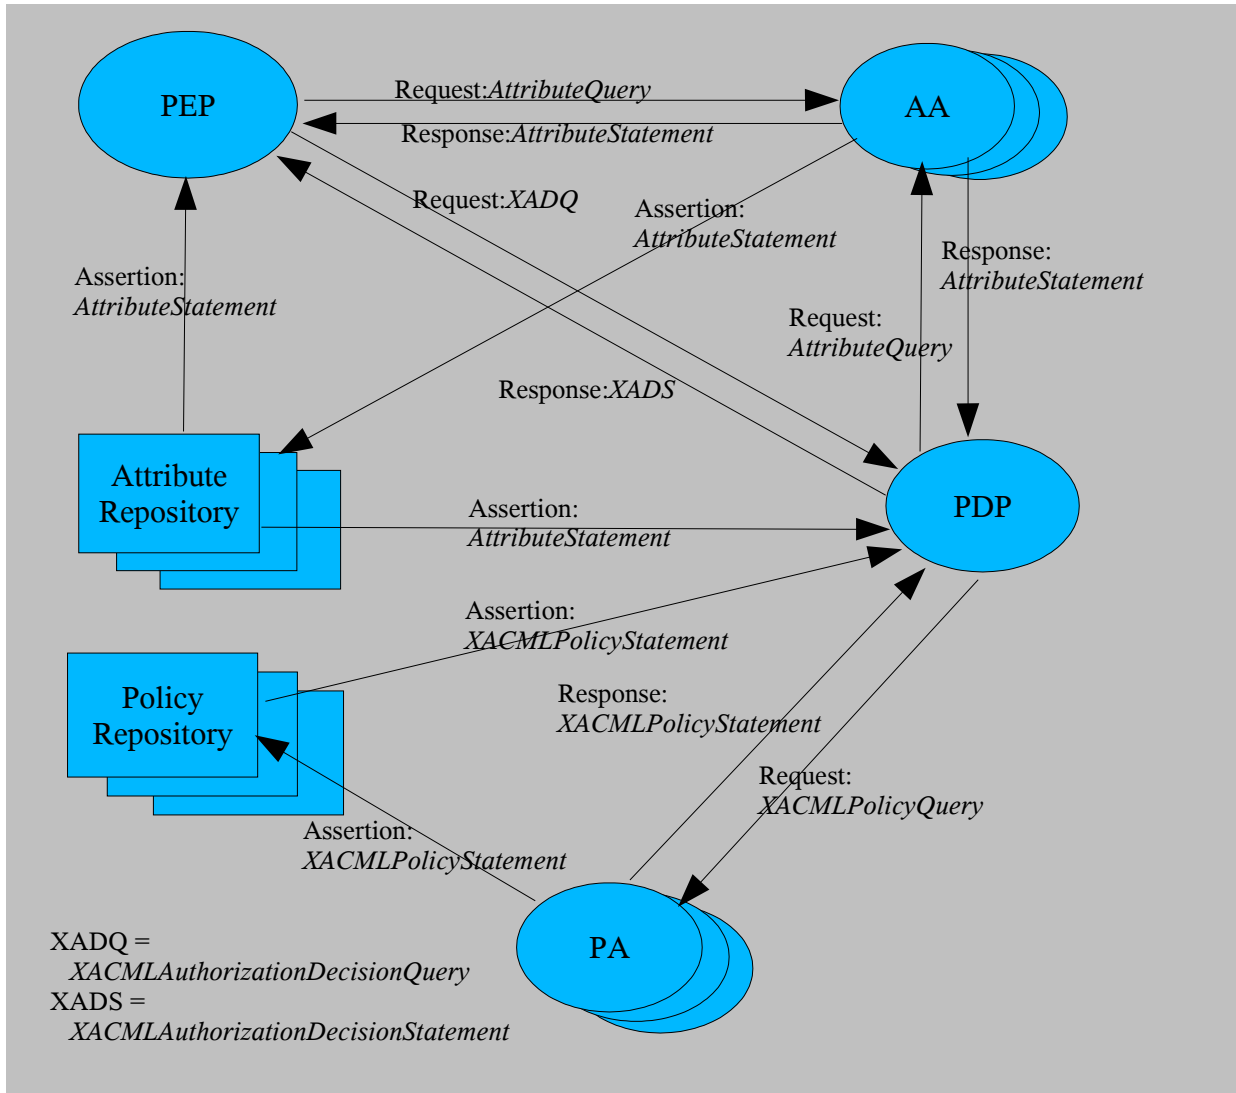 PEP
AA
Request:AttributeQuery
Response:AttributeStatement
Request:XADQ
Assertion:
AttributeStatement
Response:
AttributeStatement
Assertion:
AttributeStatement
Request:
AttributeQuery
Response:XADS
Attribute
Repository
Assertion:
AttributeStatement
PDP
Assertion:
XACMLPolicyStatement
Policy
Repository
Response:
XACMLPolicyStatement
Request:
XACMLPolicyQuery
Assertion:
XACMLPolicyStatement
PA
XADQ =
XACMLAuthorizationDecisionQuery
XADS =
XACMLAuthorizationDecisionStatement